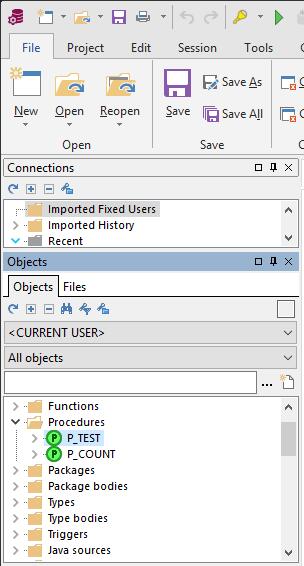 File Project Edit Session Tools
New Open Reopen Save Save As
Save All
Open Save
Connections
Imported Fixed Users
Imported History
Recent
Objects
Objects Files
<CURRENT USER>
All objects
...
Functions
Procedures
P P_TEST
P P_COUNT
Packages
Package bodies
Types
Type bodies
Triggers
Java sources